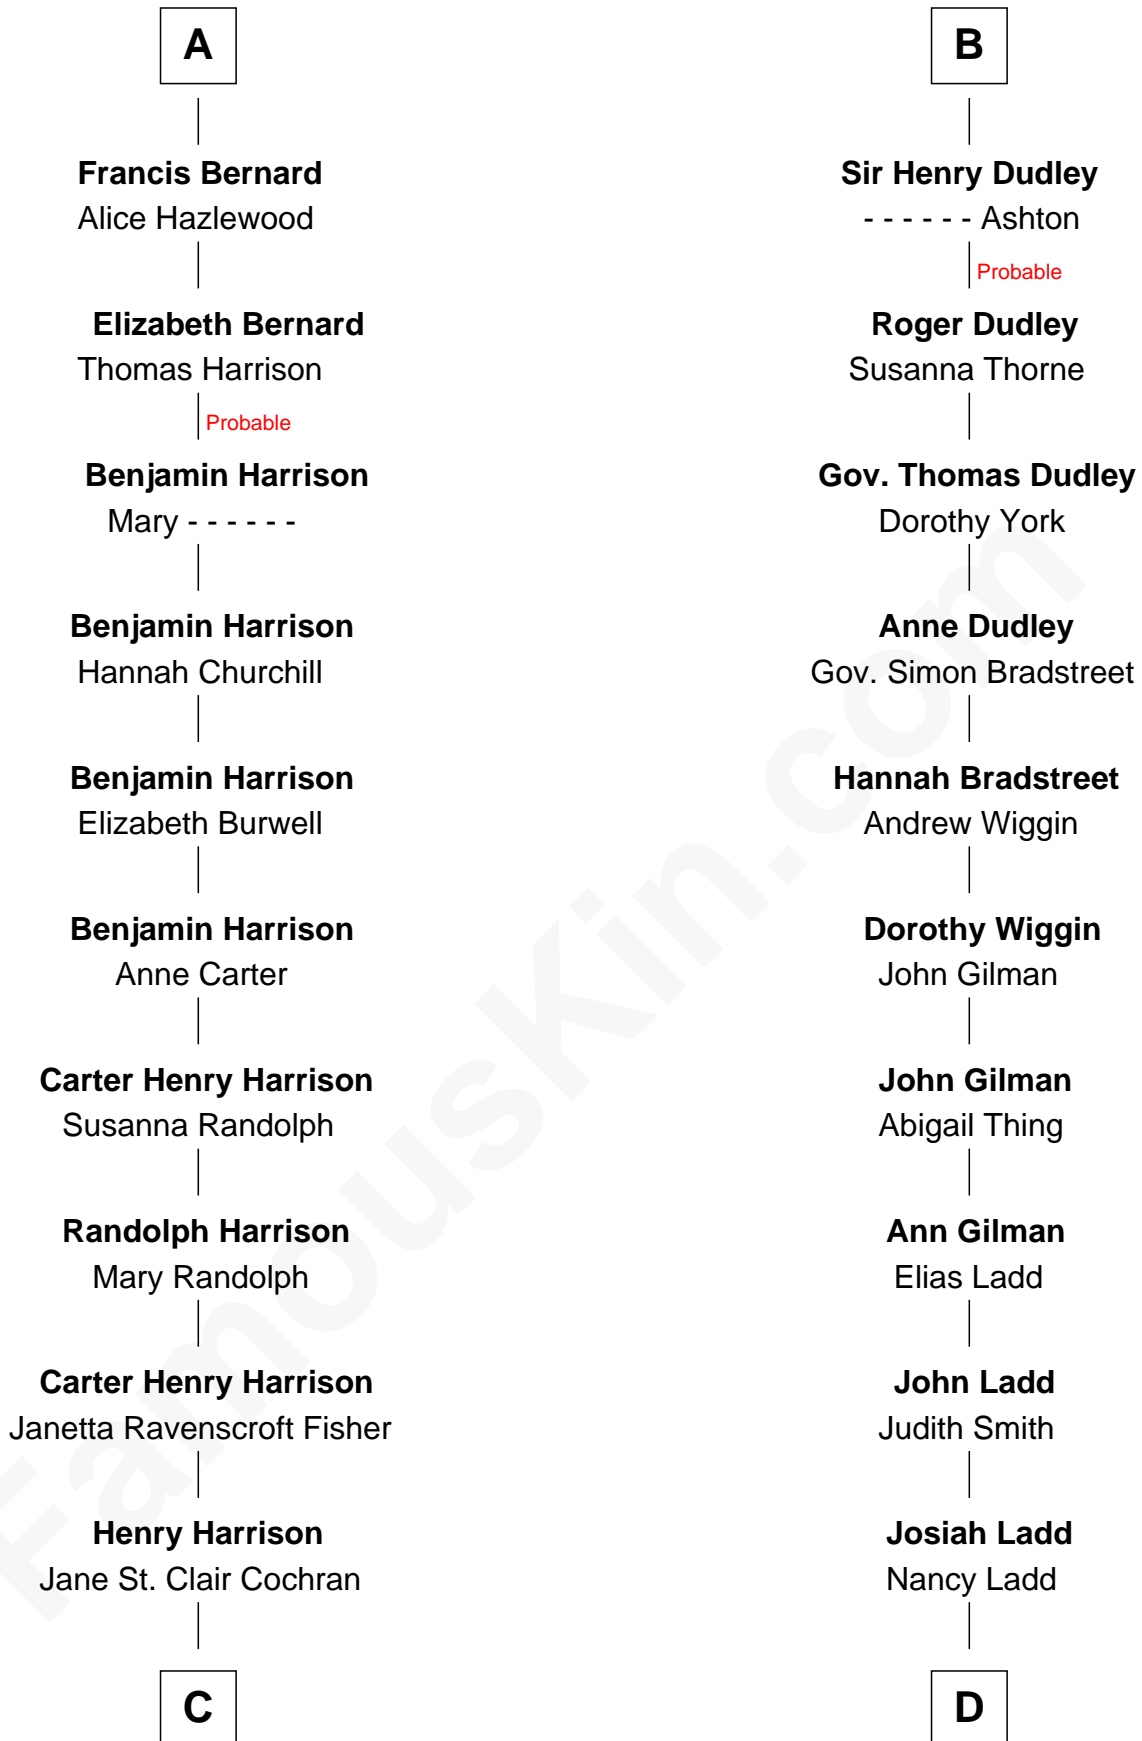 A
Francis Bernard
Alice Hazlewood
Elizabeth Bernard
Thomas Harrison
Probable
Benjamin Harrison
Mary - - - - - -
Benjamin Harrison
Hannah Churchill
Benjamin Harrison
Elizabeth Burwell
Benjamin Harrison
Anne Carter
Carter Henry Harrison
Susanna Randolph
Randolph Harrison
Mary Randolph
Carter Henry Harrison
Janetta Ravenscroft Fisher
Henry Harrison
Jane St. Clair Cochran
C
B
Sir Henry Dudley
- - - - - - Ashton
Probable
Roger Dudley
Susanna Thorne
Gov. Thomas Dudley
Dorothy York
Anne Dudley
Gov. Simon Bradstreet
Hannah Bradstreet
Andrew Wiggin
Dorothy Wiggin
John Gilman
John Gilman
Abigail Thing
Ann Gilman
Elias Ladd
John Ladd
Judith Smith
Josiah Ladd
Nancy Ladd
D
FamousKin.com